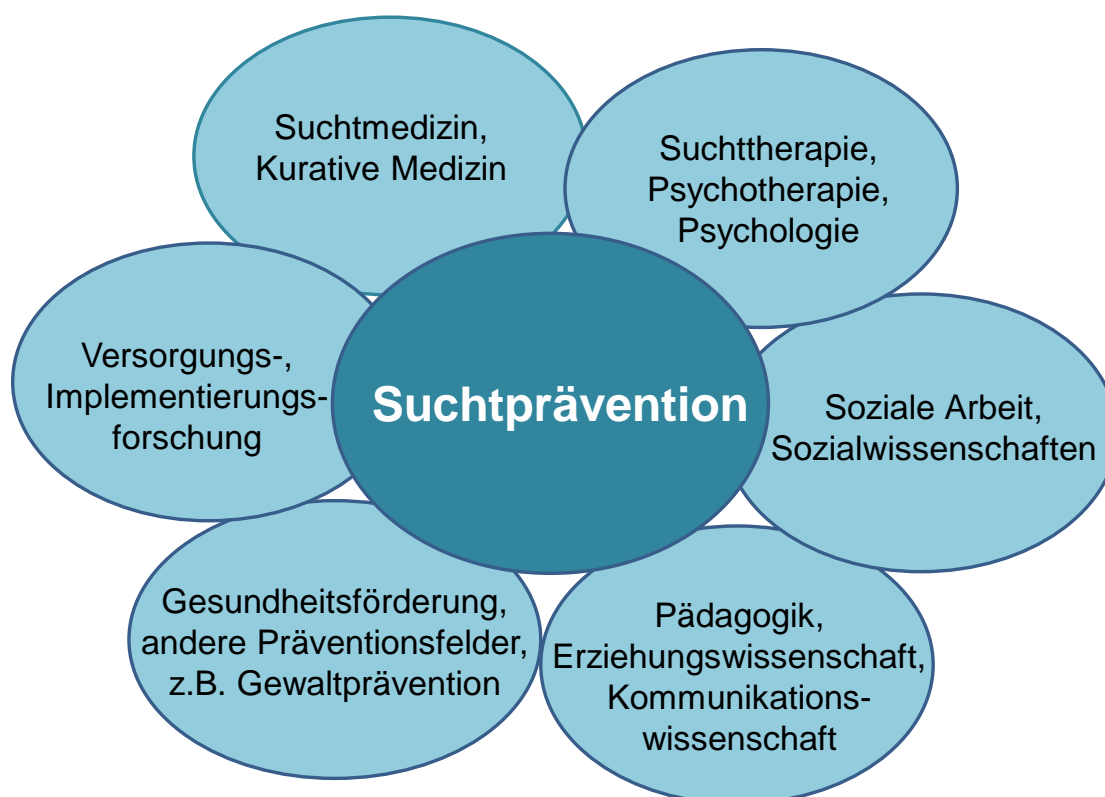 Suchtmedizin,
Kurative Medizin
Suchttherapie,
Psychotherapie,
Psychologie
Versorgungs-,
Implementierungs-
forschung
Suchtprävention
Soziale Arbeit,
Sozialwissenschaften
Gesundheitsförderung,
andere Präventionsfelder,
z.B. Gewaltprävention
Pädagogik,
Erziehungswissenschaft,
Kommunikations-
wissenschaft